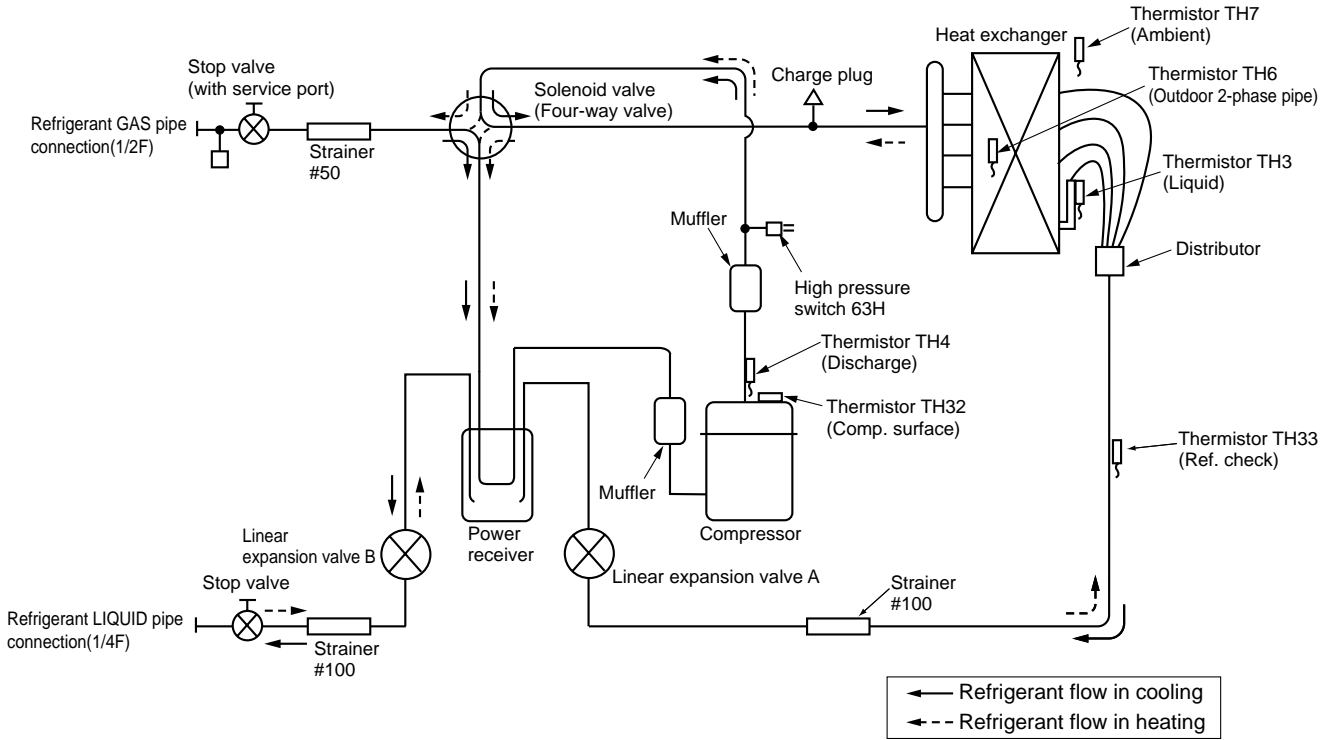 Thermistor TH7
(Ambient)
Heat exchanger
Stop valve
(with service port)
Solenoid valve
(Four-way valve)
Charge plug
Thermistor TH6
(Outdoor 2-phase pipe)
Refrigerant GAS pipe
connection(1/2F)
Strainer
#50
Thermistor TH3
(Liquid)
Muffler
Distributor
High pressure
switch 63H
Thermistor TH4
(Discharge)
Thermistor TH32
(Comp. surface)
Thermistor TH33
(Ref. check)
Muffler
Linear
expansion valve B
Power
receiver
Compressor
Stop valve
Linear expansion valve A
Strainer
#100
Refrigerant LIQUID pipe
connection(1/4F)
Strainer
#100
Refrigerant flow in cooling
Refrigerant flow in heating